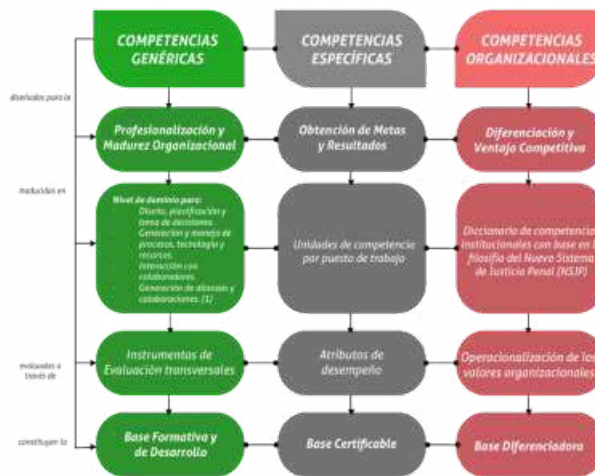 COMPETENCIAS
GENÉRICAS
COMPETENCIAS
ESPECÍFICAS
COMPETENCIAS
ORGANIZACIONALES
diseñadas para la
Profesionalización y
Madurez Organizacional
Obtención de Metas
y Resultados
Diferenciación y
Ventaja Competitiva
traducidas en
Nivel de dominio para:
Diseño, planificación y
toma de decisiones.
Generación y manejo de
procesos, tecnología y
recursos.
Interacción con
colaboradores.
Generación de alianzas y
colaboraciones. (1)
Unidades de competencia
por puesto de trabajo
Diccionario de competencias
institucionales con base en la
filosofía del Nuevo Sistema
de Justicia Penal (NSJP)
evaluadas a
través de
Instrumentos de
Evaluación transversales
Atributos de
desempeño
Operacionalización de los
valores organizacionales
constituyen la
Base Formativa y
de Desarrollo
Base Certificable
Base Diferenciadora